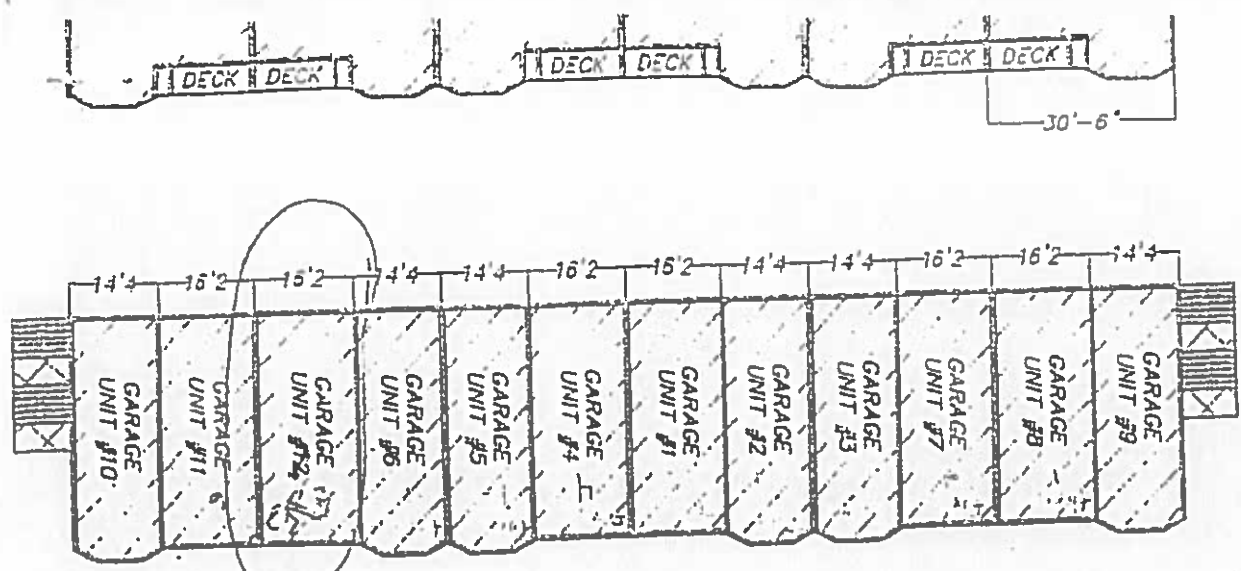 DECK DECK DECK DECK DECK DECK
30'-6"
14'4 16'2 16'2 14'4 14'4 16'2 16'2 14'4 14'4 16'2 16'2 14'4
GARAGE
UNIT #10
GARAGE
UNIT #11
GARAGE
UNIT #12
GARAGE
UNIT #6
GARAGE
UNIT #5
GARAGE
UNIT #4
GARAGE
UNIT #1
GARAGE
UNIT #2
GARAGE
UNIT #3
GARAGE
UNIT #7
GARAGE
UNIT #8
GARAGE
UNIT #9